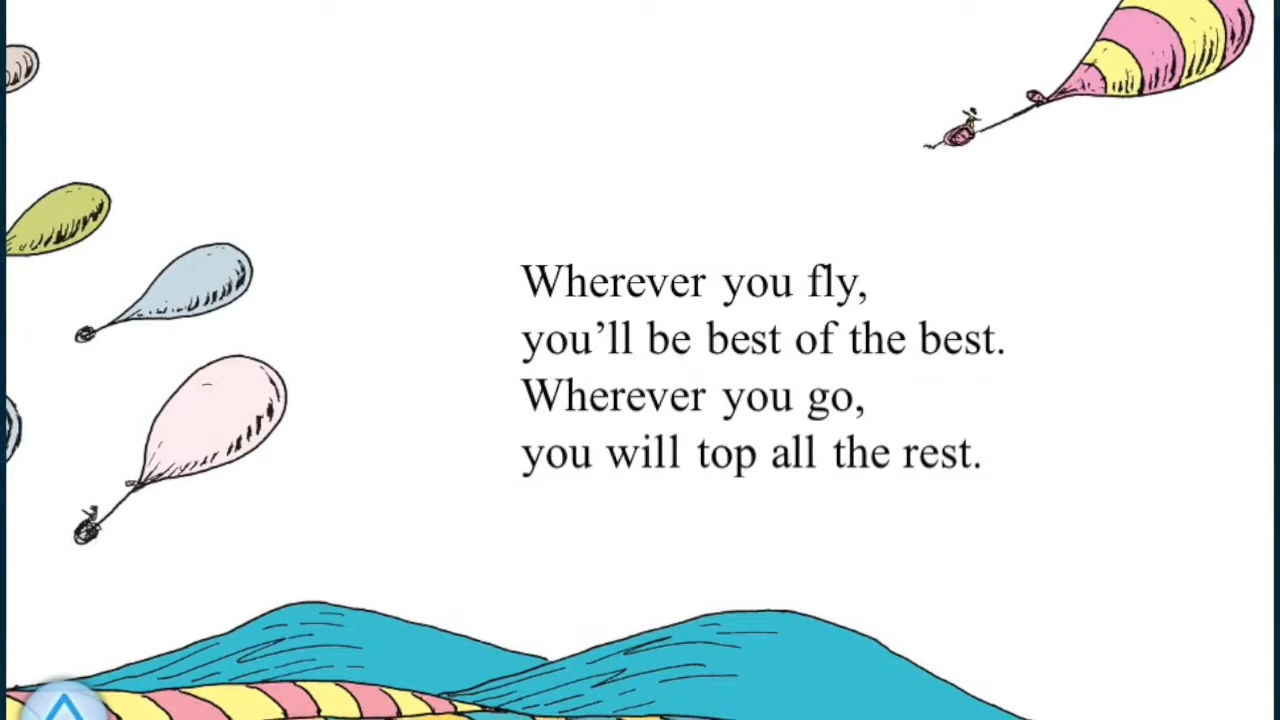 Wherever you fly,
you’ll be best of the best.
Wherever you go,
you will top all the rest.